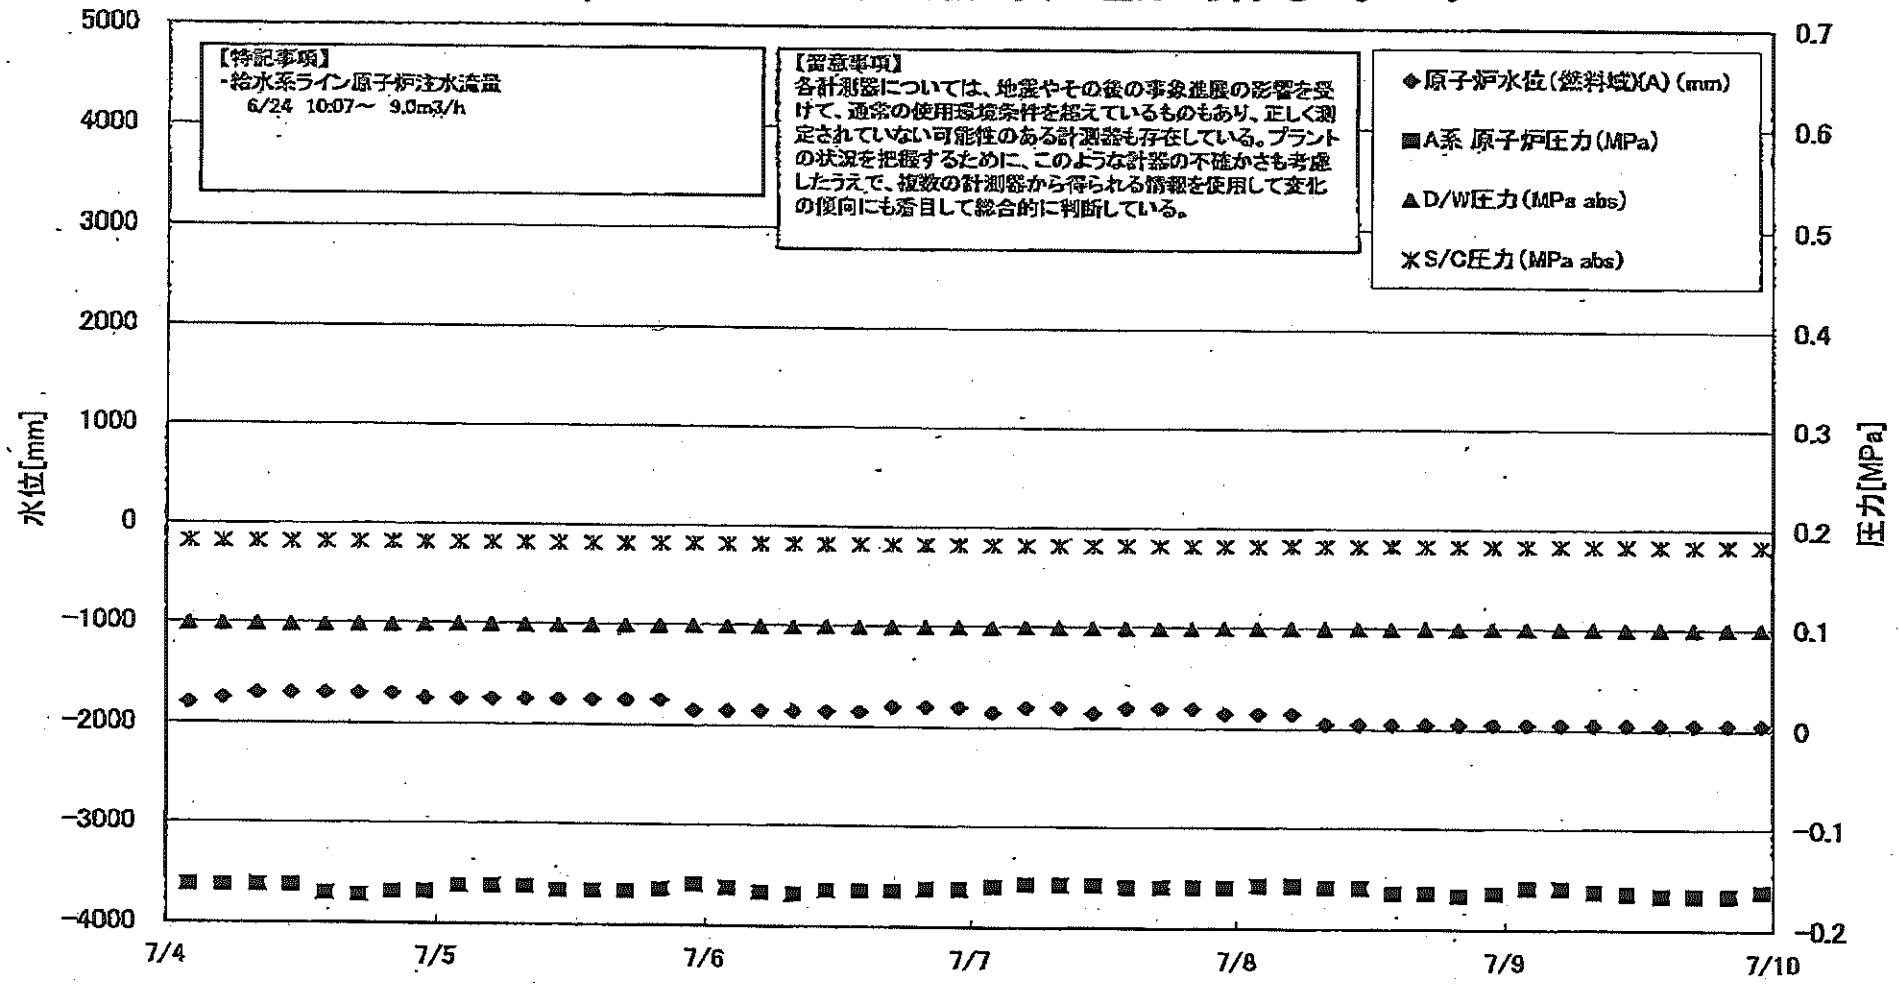 5000
4000
3000
2000
1000
0
-1000
-2000
-3000
-4000
水位[mm]
【特記事項】
・給水系ライン原子炉注水流量
6/24 10:07～ 9.0m3/h
【留意事項】
各計測器については、地震やその後の事象進展の影響を受
けて、通常の使用環境条件を超えているものもあり、正しく測
定されていない可能性のある計測器も存在している。プラント
の状況を把握するために、このような計器の不確かさも考慮
したうえで、複数の計測器から得られる情報を使用して変化
の傾向にも着目して総合的に判断している。
◆原子炉水位(燃料域)(A) (mm)
■A系 原子炉圧力(MPa)
▲D/W圧力(MPa abs)
S/C圧力(MPa abs)
0.7
0.6
0.5
0.4
0.3
0.2
0.1
0
-0.1
-0.2
圧力[MPa]
7/4 7/5 7/6 7/7 7/8 7/9 7/10